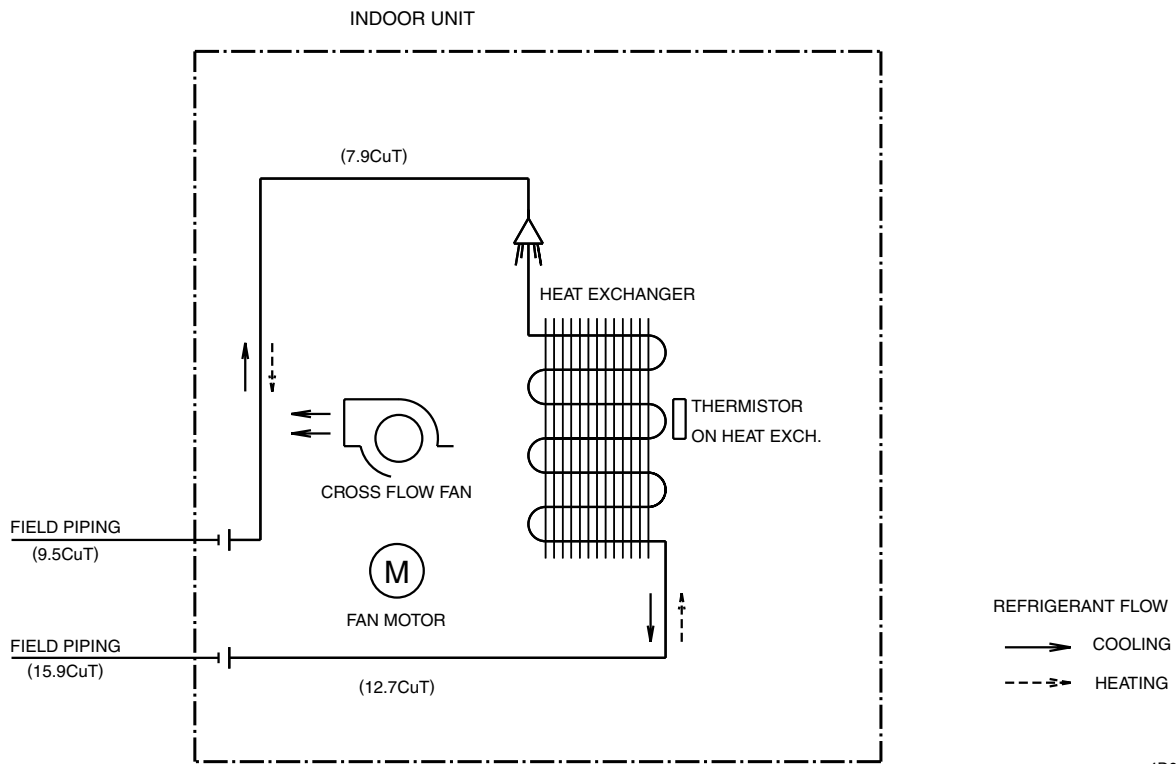 INDOOR UNIT
(7.9CuT)
HEAT EXCHANGER
THERMISTOR
ON HEAT EXCH.
CROSS FLOW FAN
FIELD PIPING
(9.5CuT)
M
FAN MOTOR
FIELD PIPING
(15.9CuT)
(12.7CuT)
REFRIGERANT FLOW
COOLING
HEATING